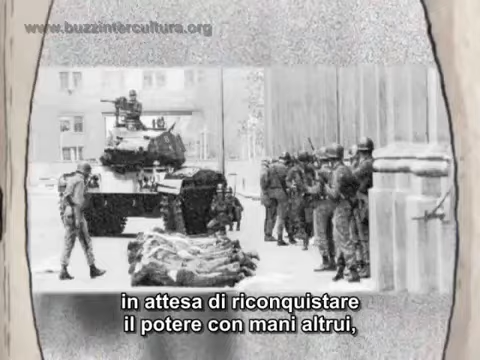 www.buzzintercultura.org
in attesa di riconquistare
il potere con mani altrui,